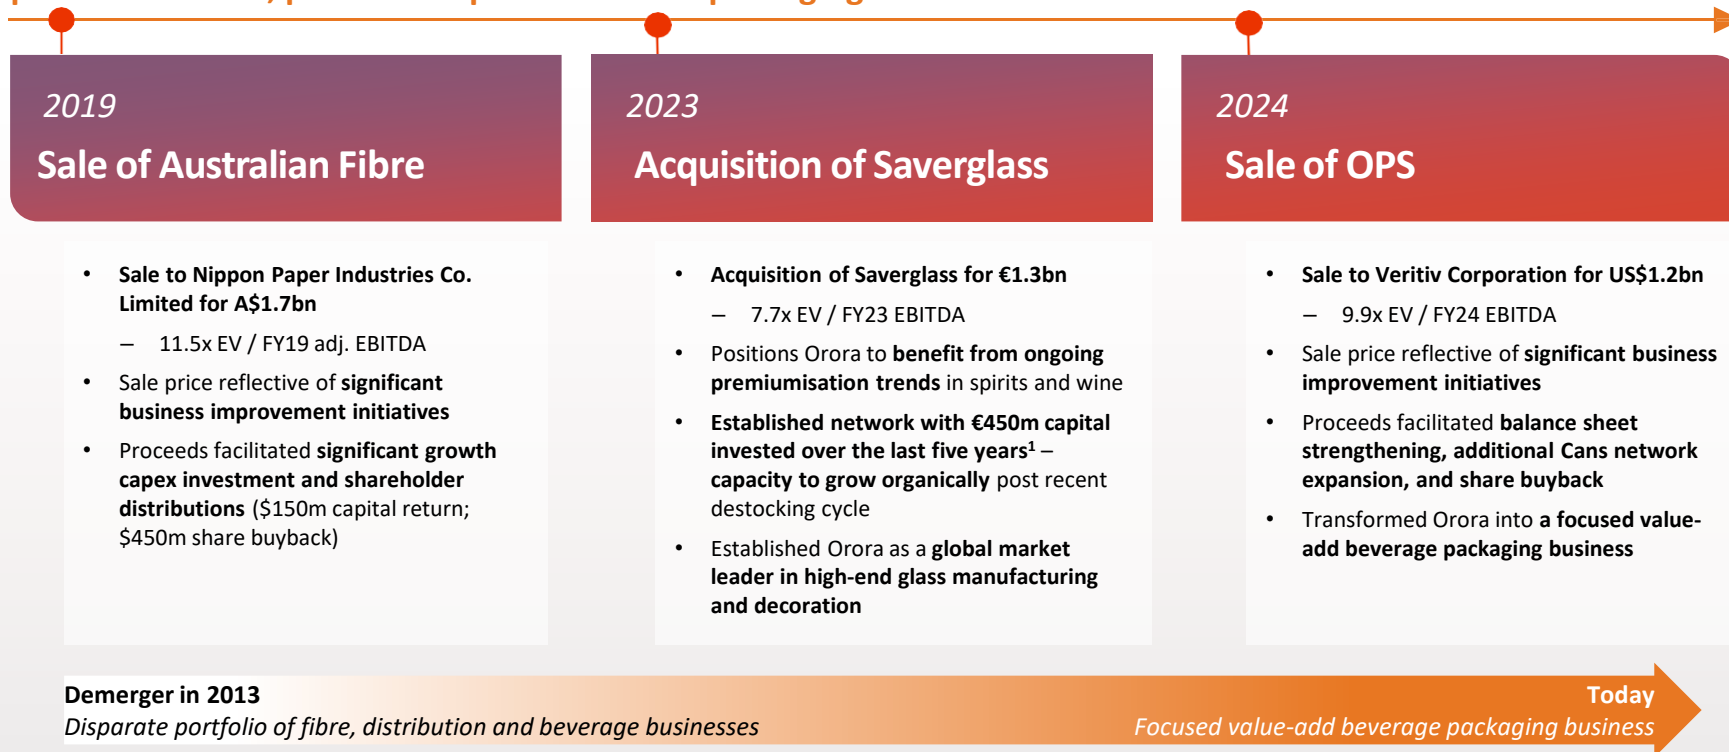 2019
Sale of Australian Fibre
• Sale to Nippon Paper Industries Co.
Limited for A$1.7bn
– 11.5x EV / FY19 adj. EBITDA
• Sale price reflective of significant
business improvement initiatives
• Proceeds facilitated significant growth
capex investment and shareholder
distributions ($150m capital return;
$450m share buyback)
2023
Acquisition of Saverglass
• Acquisition of Saverglass for €1.3bn
– 7.7x EV / FY23 EBITDA
• Positions Orora to benefit from ongoing
premiumisation trends in spirits and wine
• Established network with €450m capital
invested over the last five years¹ –
capacity to grow organically post recent
destocking cycle
• Established Orora as a global market
leader in high-end glass manufacturing
and decoration
2024
Sale of OPS
• Sale to Veritiv Corporation for US$1.2bn
– 9.9x EV / FY24 EBITDA
• Sale price reflective of significant business
improvement initiatives
• Proceeds facilitated balance sheet
strengthening, additional Cans network
expansion, and share buyback
• Transformed Orora into a focused value-
add beverage packaging business
Demerger in 2013
Disparate portfolio of fibre, distribution and beverage businesses
Today
Focused value-add beverage packaging business